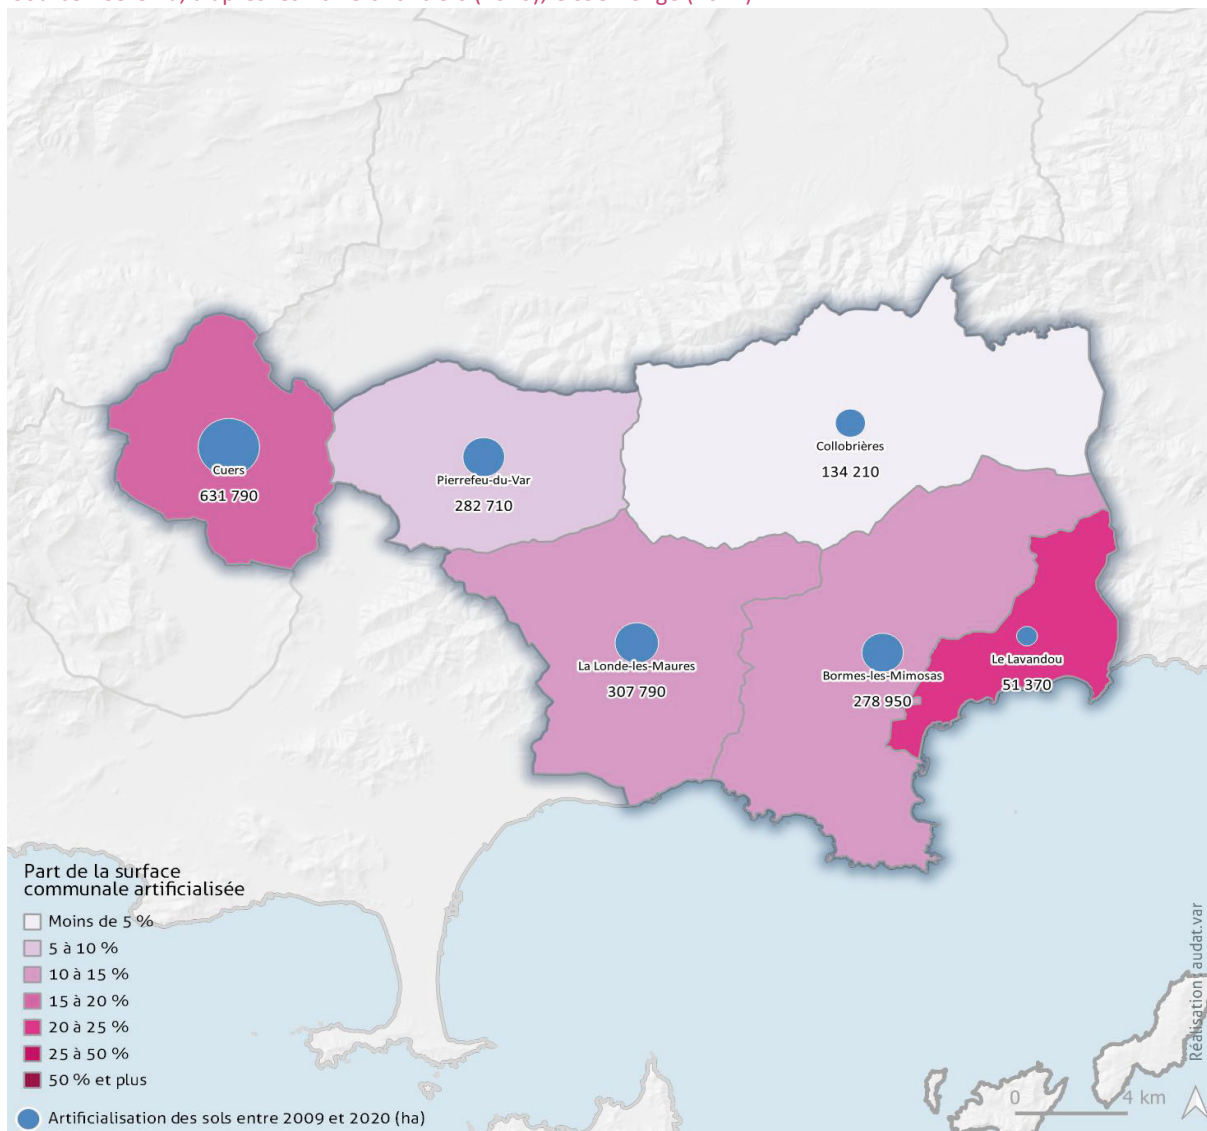 Cuers
631 790
Pierrefeu-du-Var
282 710
Collobrières
134 210
La Londe-les-Maures
307 790
Bormes-les-Mimosas
278 950
Le Lavandou
51 370
Part de la surface
communale artificialisée
Moins de 5 %
5 à 10 %
10 à 15 %
15 à 20 %
20 à 25 %
25 à 50 %
50 % et plus
Artificialisation des sols entre 2009 et 2020 (ha)
0 4 km
Réalisation : audat.var